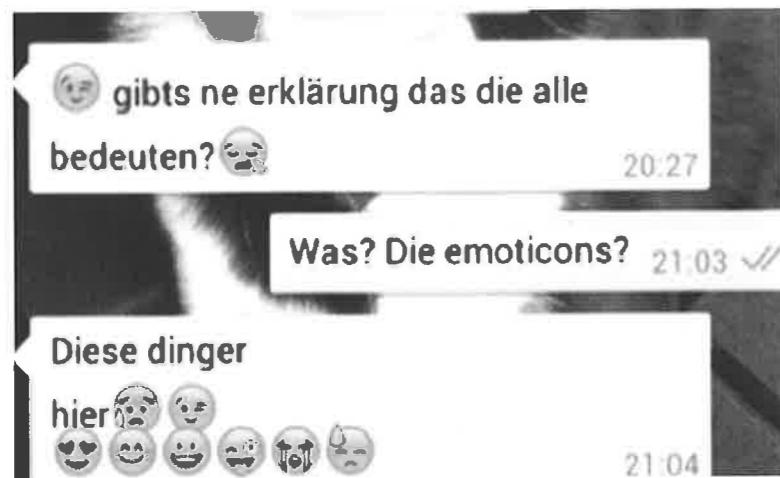 😉 gibts ne erklärung das die alle
bedeuten?😪
20:27
Was? Die emoticons? 21:03
Diese dinger
hier😰😉
😍😊😀😜😭😓
21:04